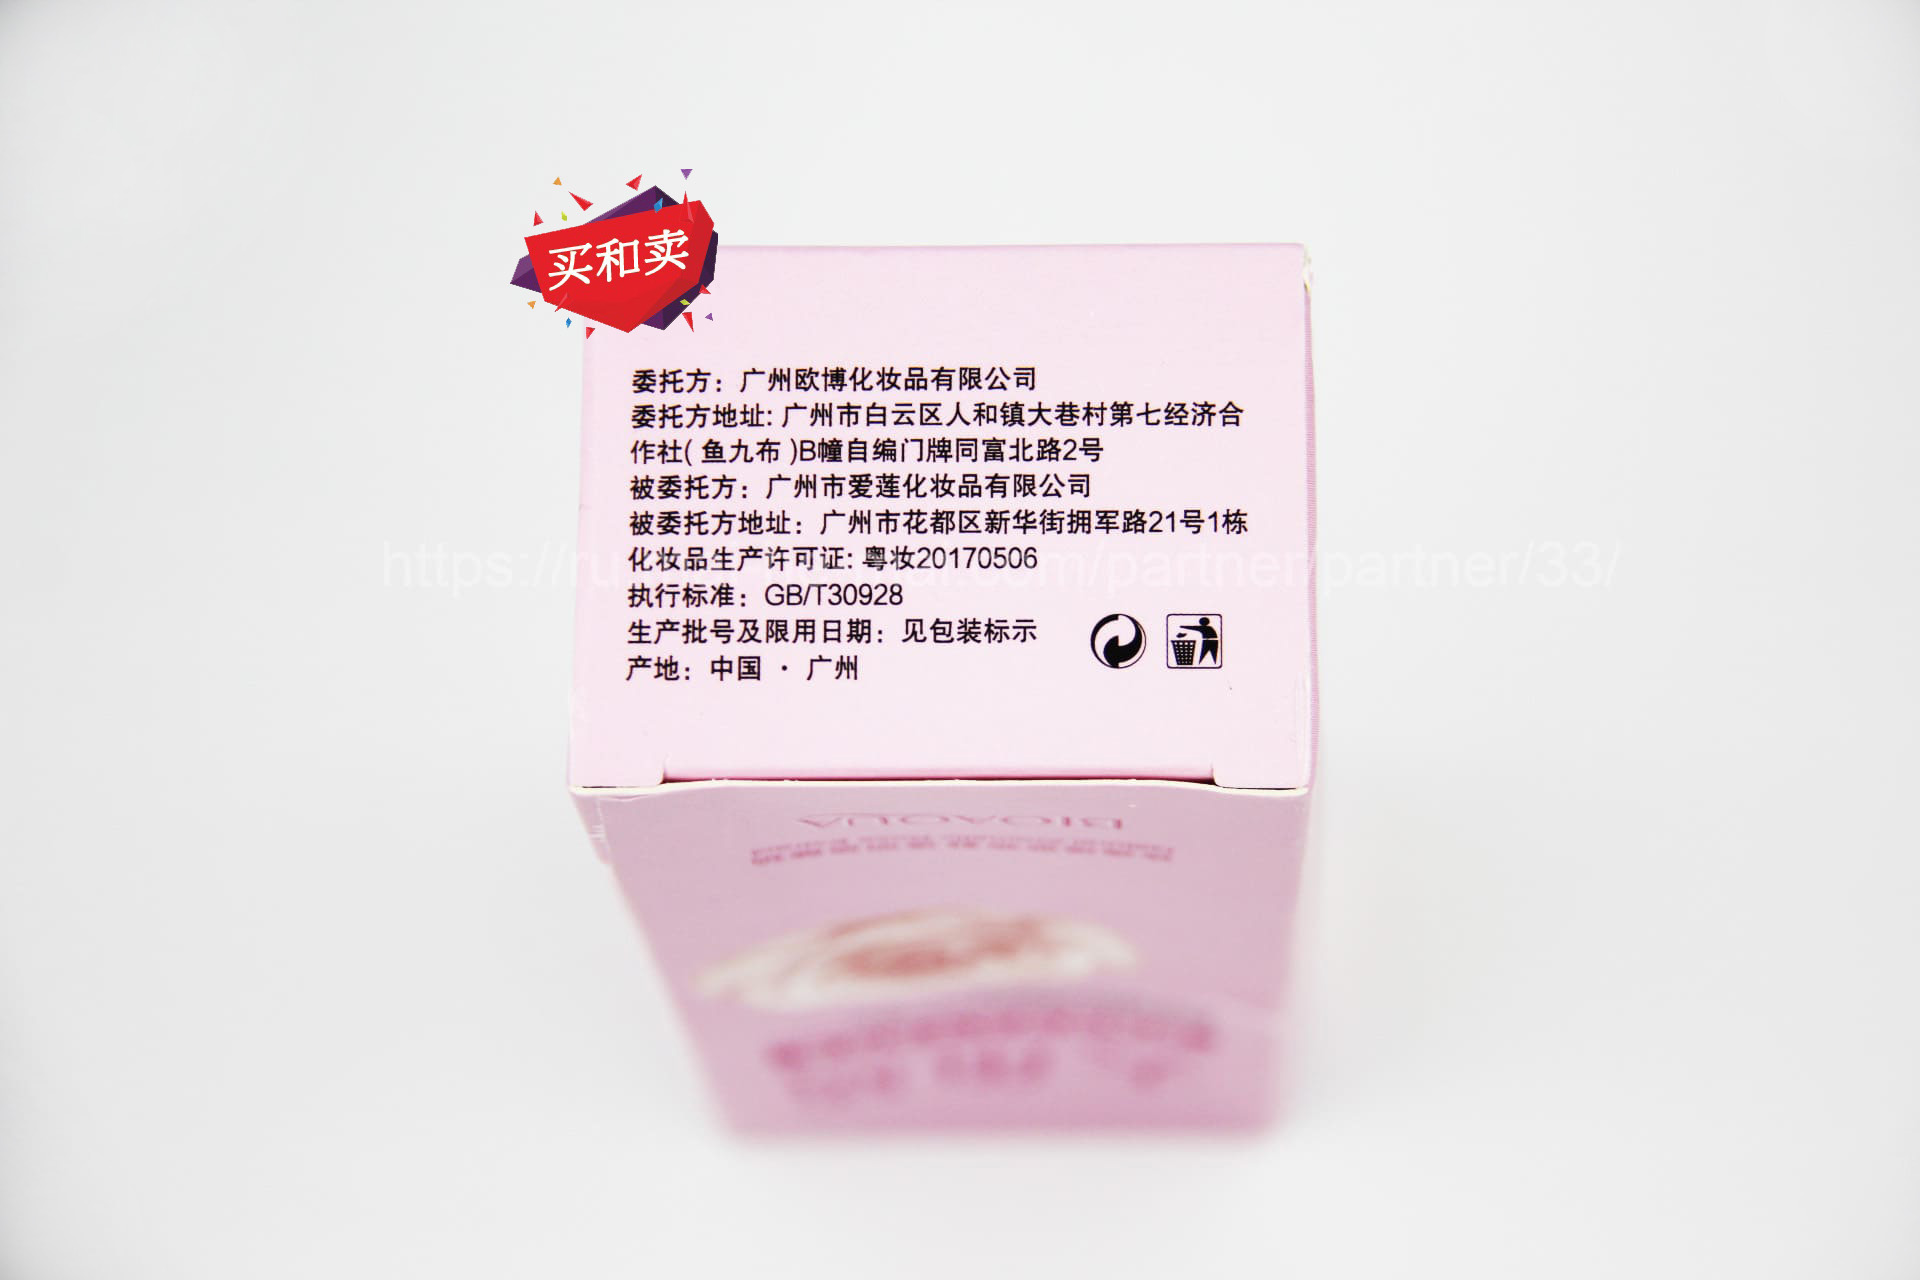 买和卖
委托方：广州欧博化妆品有限公司
委托方地址: 广州市白云区人和镇大巷村第七经济合
作社( 鱼九布 )B幢自编门牌同富北路2号
被委托方：广州市爱莲化妆品有限公司
被委托方地址：广州市花都区新华街拥军路21号1栋
化妆品生产许可证: 粤妆20170506
执行标准：GB/T30928
生产批号及限用日期：见包装标示
产地：中国 · 广州
BIOAQUA